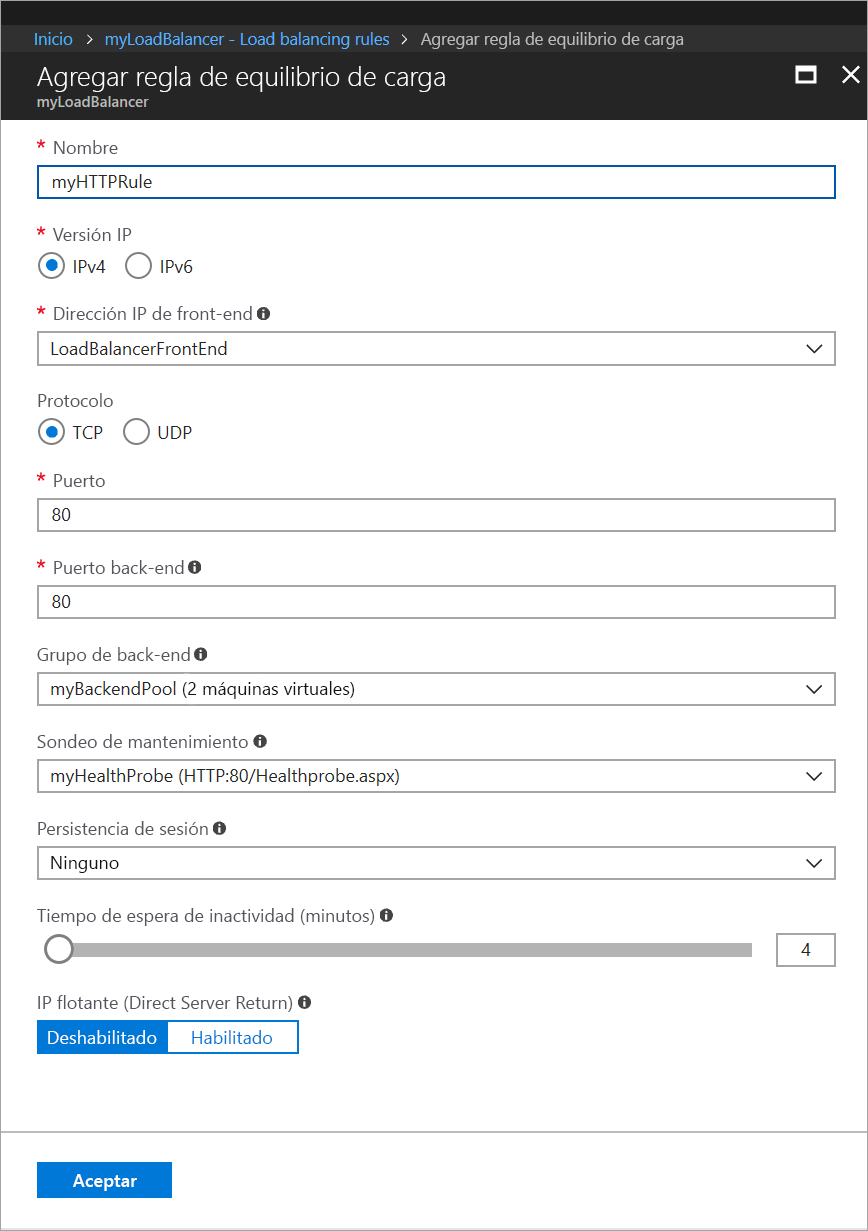 Inicio > myLoadBalancer - Load balancing rules > Agregar regla de equilibrio de carga
Agregar regla de equilibrio de carga
myLoadBalancer
* Nombre
myHTTPRule
* Versión IP
IPv4 IPv6
* Dirección IP de front-end
LoadBalancerFrontEnd
Protocolo
TCP UDP
* Puerto
80
* Puerto back-end
80
Grupo de back-end
myBackendPool (2 máquinas virtuales)
Sondeo de mantenimiento
myHealthProbe (HTTP:80/Healthprobe.aspx)
Persistencia de sesión
Ninguno
Tiempo de espera de inactividad (minutos)
4
IP flotante (Direct Server Return)
Deshabilitado Habilitado
Aceptar